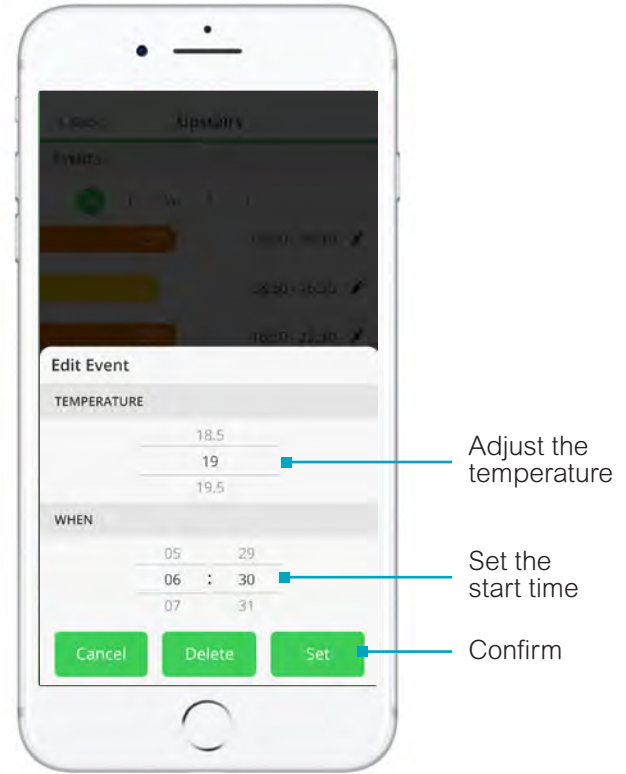 Upstairs
Edit Event
TEMPERATURE
18.5
19
19.5
Adjust the
temperature
WHEN
05 29
06 : 30
07 31
Set the
start time
Cancel Delete Set
Confirm